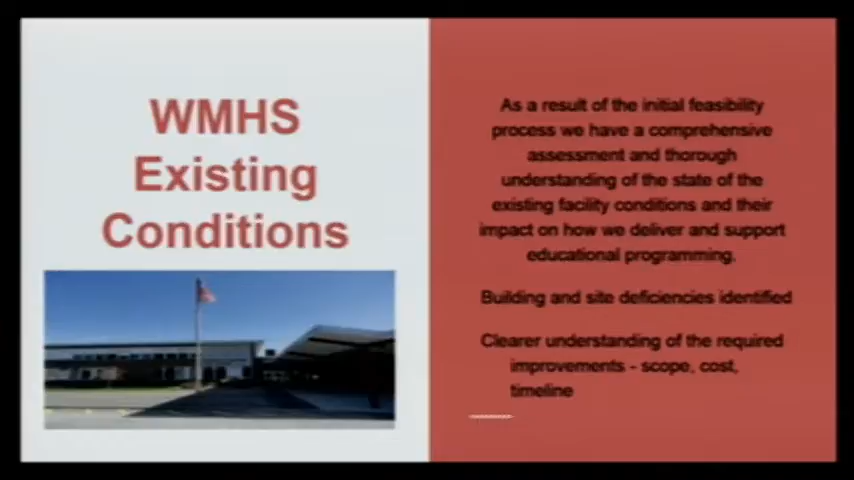 WMHS
Existing
Conditions
As a result of the initial feasibility
process we have a comprehensive
assessment and thorough
understanding of the state of the
existing facility conditions and their
impact on how we deliver and support
educational programming.
Building and site deficiencies identified
Clearer understanding of the required
improvements - scope, cost,
timeline